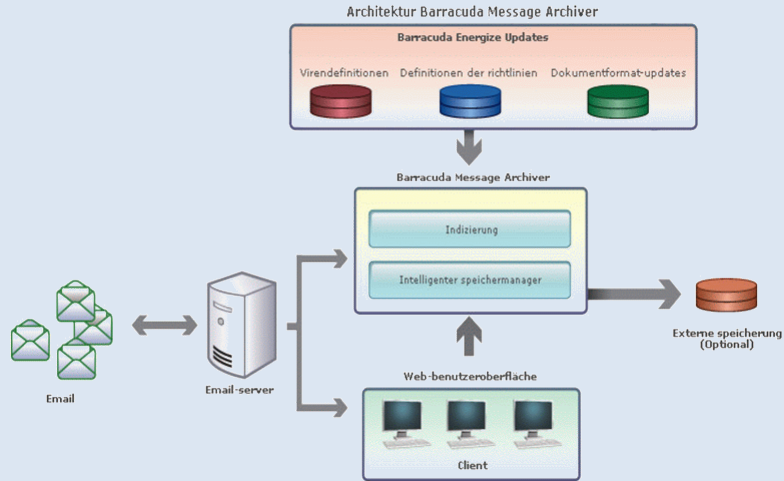 Architektur Barracuda Message Archiver
Barracuda Energize Updates
Virendefinitionen
Definitionen der richtlinien
Dokumentformat-updates
Barracuda Message Archiver
Indizierung
Intelligenter speichermanager
Externe speicherung
(Optional)
Email
Email-server
Web-benutzeroberfläche
Client